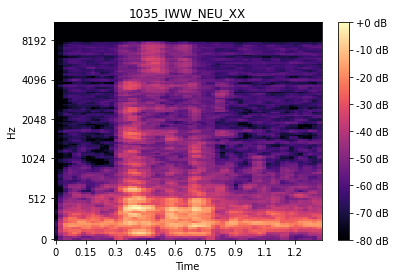 1035_IWW_NEU_XX
+0 dB
8192
-10 dB
4096
-20 dB
-30 dB
2048
Hz
-40 dB
1024
-50 dB
512
-60 dB
-70 dB
0
-80 dB
0 0.15 0.3 0.45 0.6 0.75 0.9 1.1 1.2
Time